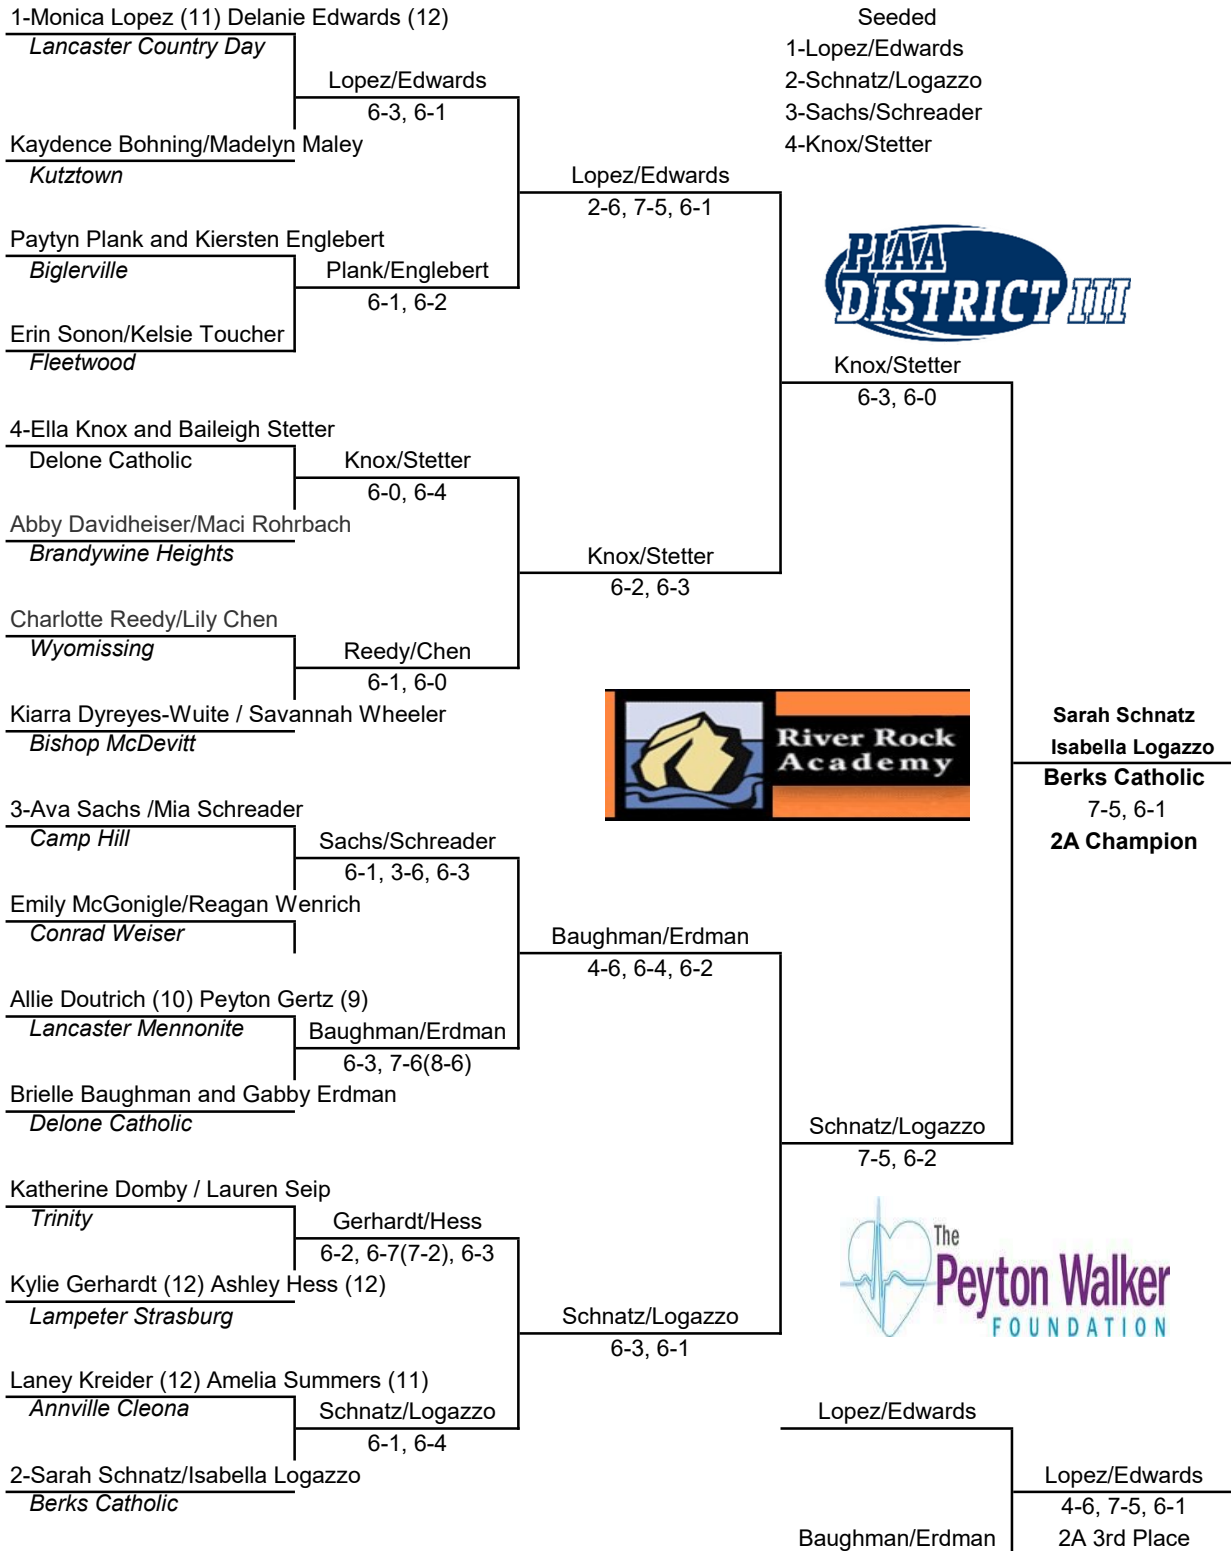 1-Monica Lopez (11) Delanie Edwards (12)
Lancaster Country Day
Seeded
1-Lopez/Edwards
2-Schnatz/Logazzo
3-Sachs/Schreader
4-Knox/Stetter
Lopez/Edwards
6-3, 6-1
Kaydence Bohning/Madelyn Maley
Kutztown
Lopez/Edwards
2-6, 7-5, 6-1
Paytyn Plank and Kiersten Englebert
Biglerville
Plank/Englebert
6-1, 6-2
Erin Sonon/Kelsie Toucher
Fleetwood
PIAA
DISTRICT III
Knox/Stetter
6-3, 6-0
4-Ella Knox and Baileigh Stetter
Delone Catholic
Knox/Stetter
6-0, 6-4
Abby Davidheiser/Maci Rohrbach
Brandywine Heights
Knox/Stetter
6-2, 6-3
Charlotte Reedy/Lily Chen
Wyomissing
Reedy/Chen
6-1, 6-0
Kiarra Dyreyes-Wuite / Savannah Wheeler
Bishop McDevitt
River Rock
Academy
Sarah Schnatz
Isabella Logazzo
Berks Catholic
7-5, 6-1
2A Champion
3-Ava Sachs /Mia Schreader
Camp Hill
Sachs/Schreader
6-1, 3-6, 6-3
Emily McGonigle/Reagan Wenrich
Conrad Weiser
Baughman/Erdman
4-6, 6-4, 6-2
Allie Doutrich (10) Peyton Gertz (9)
Lancaster Mennonite
Baughman/Erdman
6-3, 7-6(8-6)
Brielle Baughman and Gabby Erdman
Delone Catholic
Schnatz/Logazzo
7-5, 6-2
Katherine Domby / Lauren Seip
Trinity
Gerhardt/Hess
6-2, 6-7(7-2), 6-3
Kylie Gerhardt (12) Ashley Hess (12)
Lampeter Strasburg
The
Peyton Walker
FOUNDATION
Schnatz/Logazzo
6-3, 6-1
Laney Kreider (12) Amelia Summers (11)
Annville Cleona
Schnatz/Logazzo
6-1, 6-4
2-Sarah Schnatz/Isabella Logazzo
Berks Catholic
Lopez/Edwards
Lopez/Edwards
4-6, 7-5, 6-1
Baughman/Erdman
2A 3rd Place